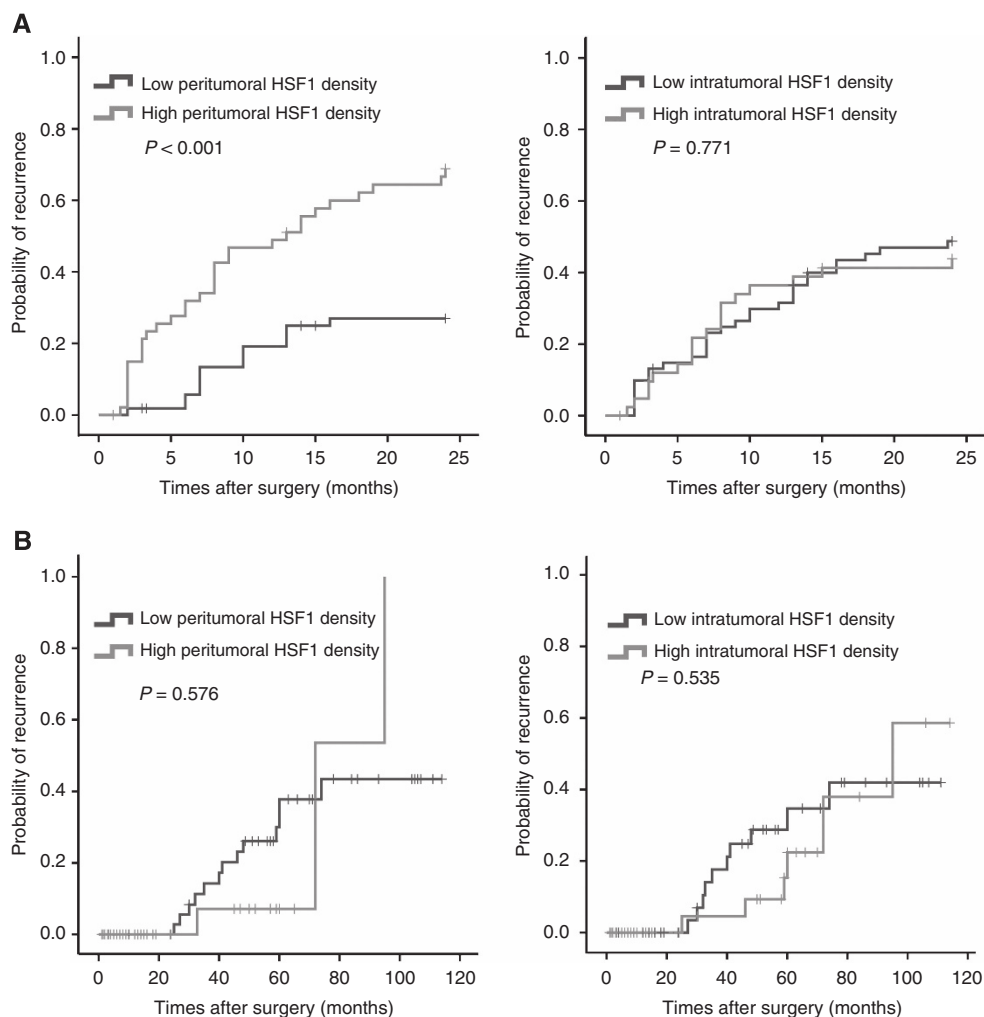 A
Probability of recurrence
1.0
0.8
0.6
0.4
0.2
0.0
Low peritumoral HSF1 density
High peritumoral HSF1 density
P < 0.001
0 5 10 15 20 25
Times after surgery (months)
Probability of recurrence
1.0
0.8
0.6
0.4
0.2
0.0
Low intratumoral HSF1 density
High intratumoral HSF1 density
P = 0.771
0 5 10 15 20 25
Times after surgery (months)
B
Probability of recurrence
1.0
0.8
0.6
0.4
0.2
0.0
Low peritumoral HSF1 density
High peritumoral HSF1 density
P = 0.576
0 20 40 60 80 100 120
Times after surgery (months)
Probability of recurrence
1.0
0.8
0.6
0.4
0.2
0.0
Low intratumoral HSF1 density
High intratumoral HSF1 density
P = 0.535
0 20 40 60 80 100 120
Times after surgery (months)